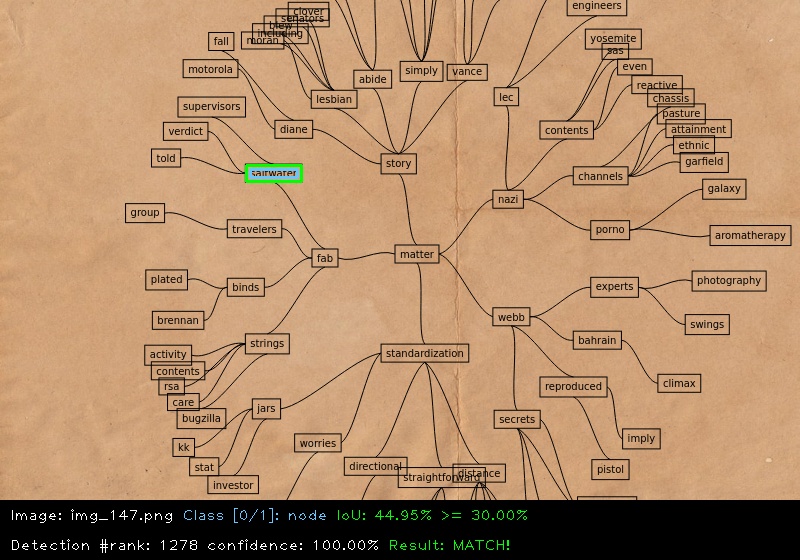 engineers
clover
senators
blew
including
moran
yosemite
sas
fall
motorola
abide
simply
vance
even
reactive
lesbian
lec
chassis
supervisors
pasture
verdict
diane
contents
attainment
ethnic
told
story
garfield
saltwater
channels
nazi
galaxy
group
travelers
porno
aromatherapy
fab
matter
plated
binds
experts
photography
brennan
webb
swings
strings
bahrain
activity
standardization
contents
rsa
reproduced
climax
care
bugzilla
jars
secrets
kk
worries
imply
stat
directional
straightforward
distance
pistol
investor
Image: img_147.png Class [0/1]: node IoU: 44.95% >= 30.00%
Detection #rank: 1278 confidence: 100.00% Result: MATCH!